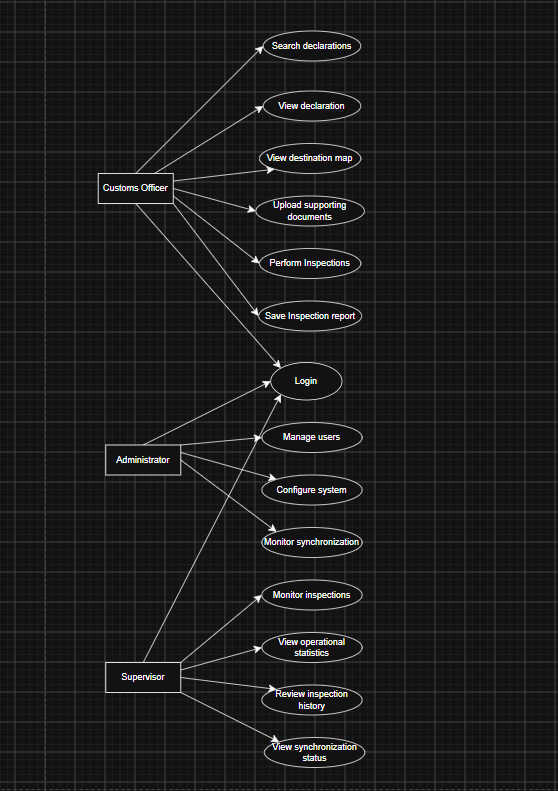 Search declarations
View declaration
View destination map
Customs Officer
Upload supporting
documents
Perform Inspections
Save Inspection report
Login
Manage users
Administrator
Configure system
Monitor synchronization
Monitor inspections
View operational
statistics
Supervisor
Review inspection
history
View synchronization
status